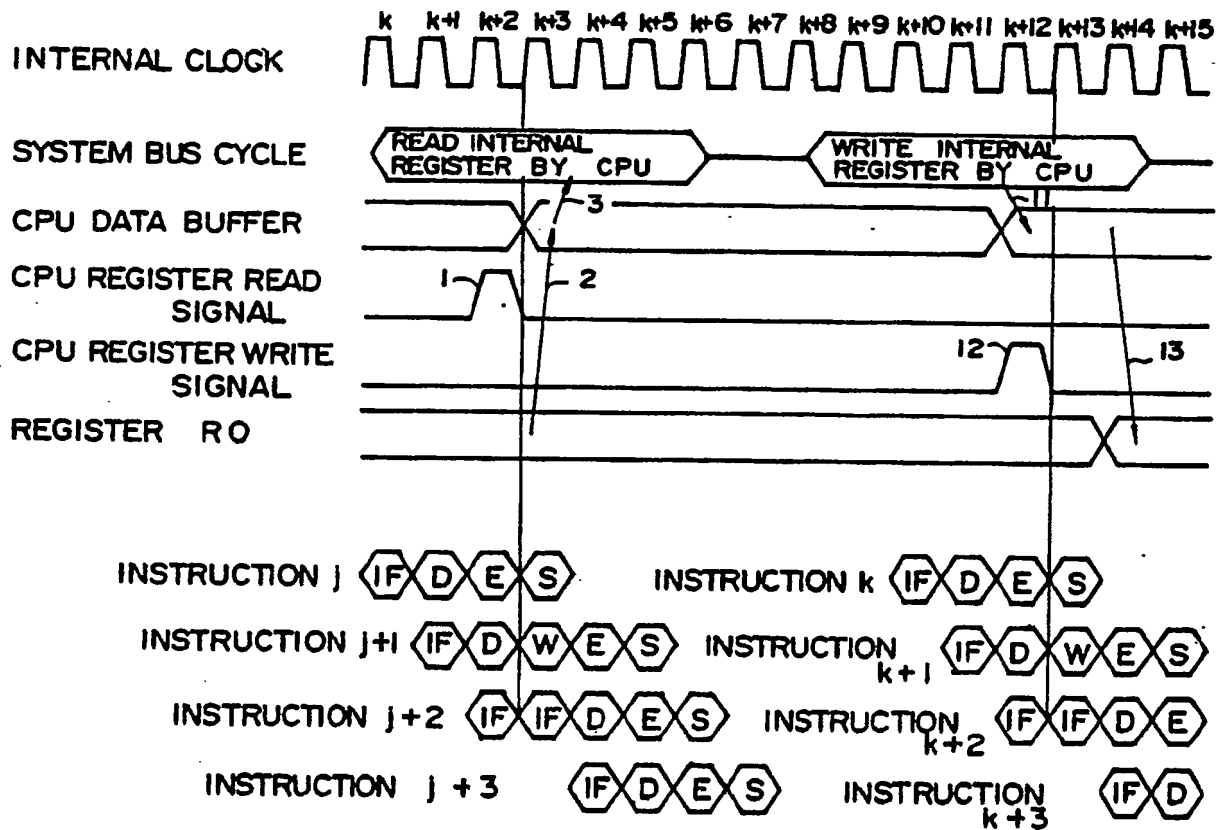 k k+1 k+2 k+3 k+4 k+5 k+6 k+7 k+8 k+9 k+10 k+11 k+12 k+13 k+14 k+15
INTERNAL CLOCK
SYSTEM BUS CYCLE
READ INTERNAL
REGISTER BY CPU
WRITE INTERNAL
REGISTER BY CPU
3
11
CPU DATA BUFFER
CPU REGISTER READ
SIGNAL
1
2
CPU REGISTER WRITE
SIGNAL
12
13
REGISTER R0
INSTRUCTION j IF D E S
INSTRUCTION k IF D E S
INSTRUCTION j+1 IF D W E S
INSTRUCTION
k+1
IF D W E S
INSTRUCTION j+2 IF IF D E S
INSTRUCTION
k+2
IF IF D E
INSTRUCTION j+3 IF D E S
INSTRUCTION
k+3
IF D